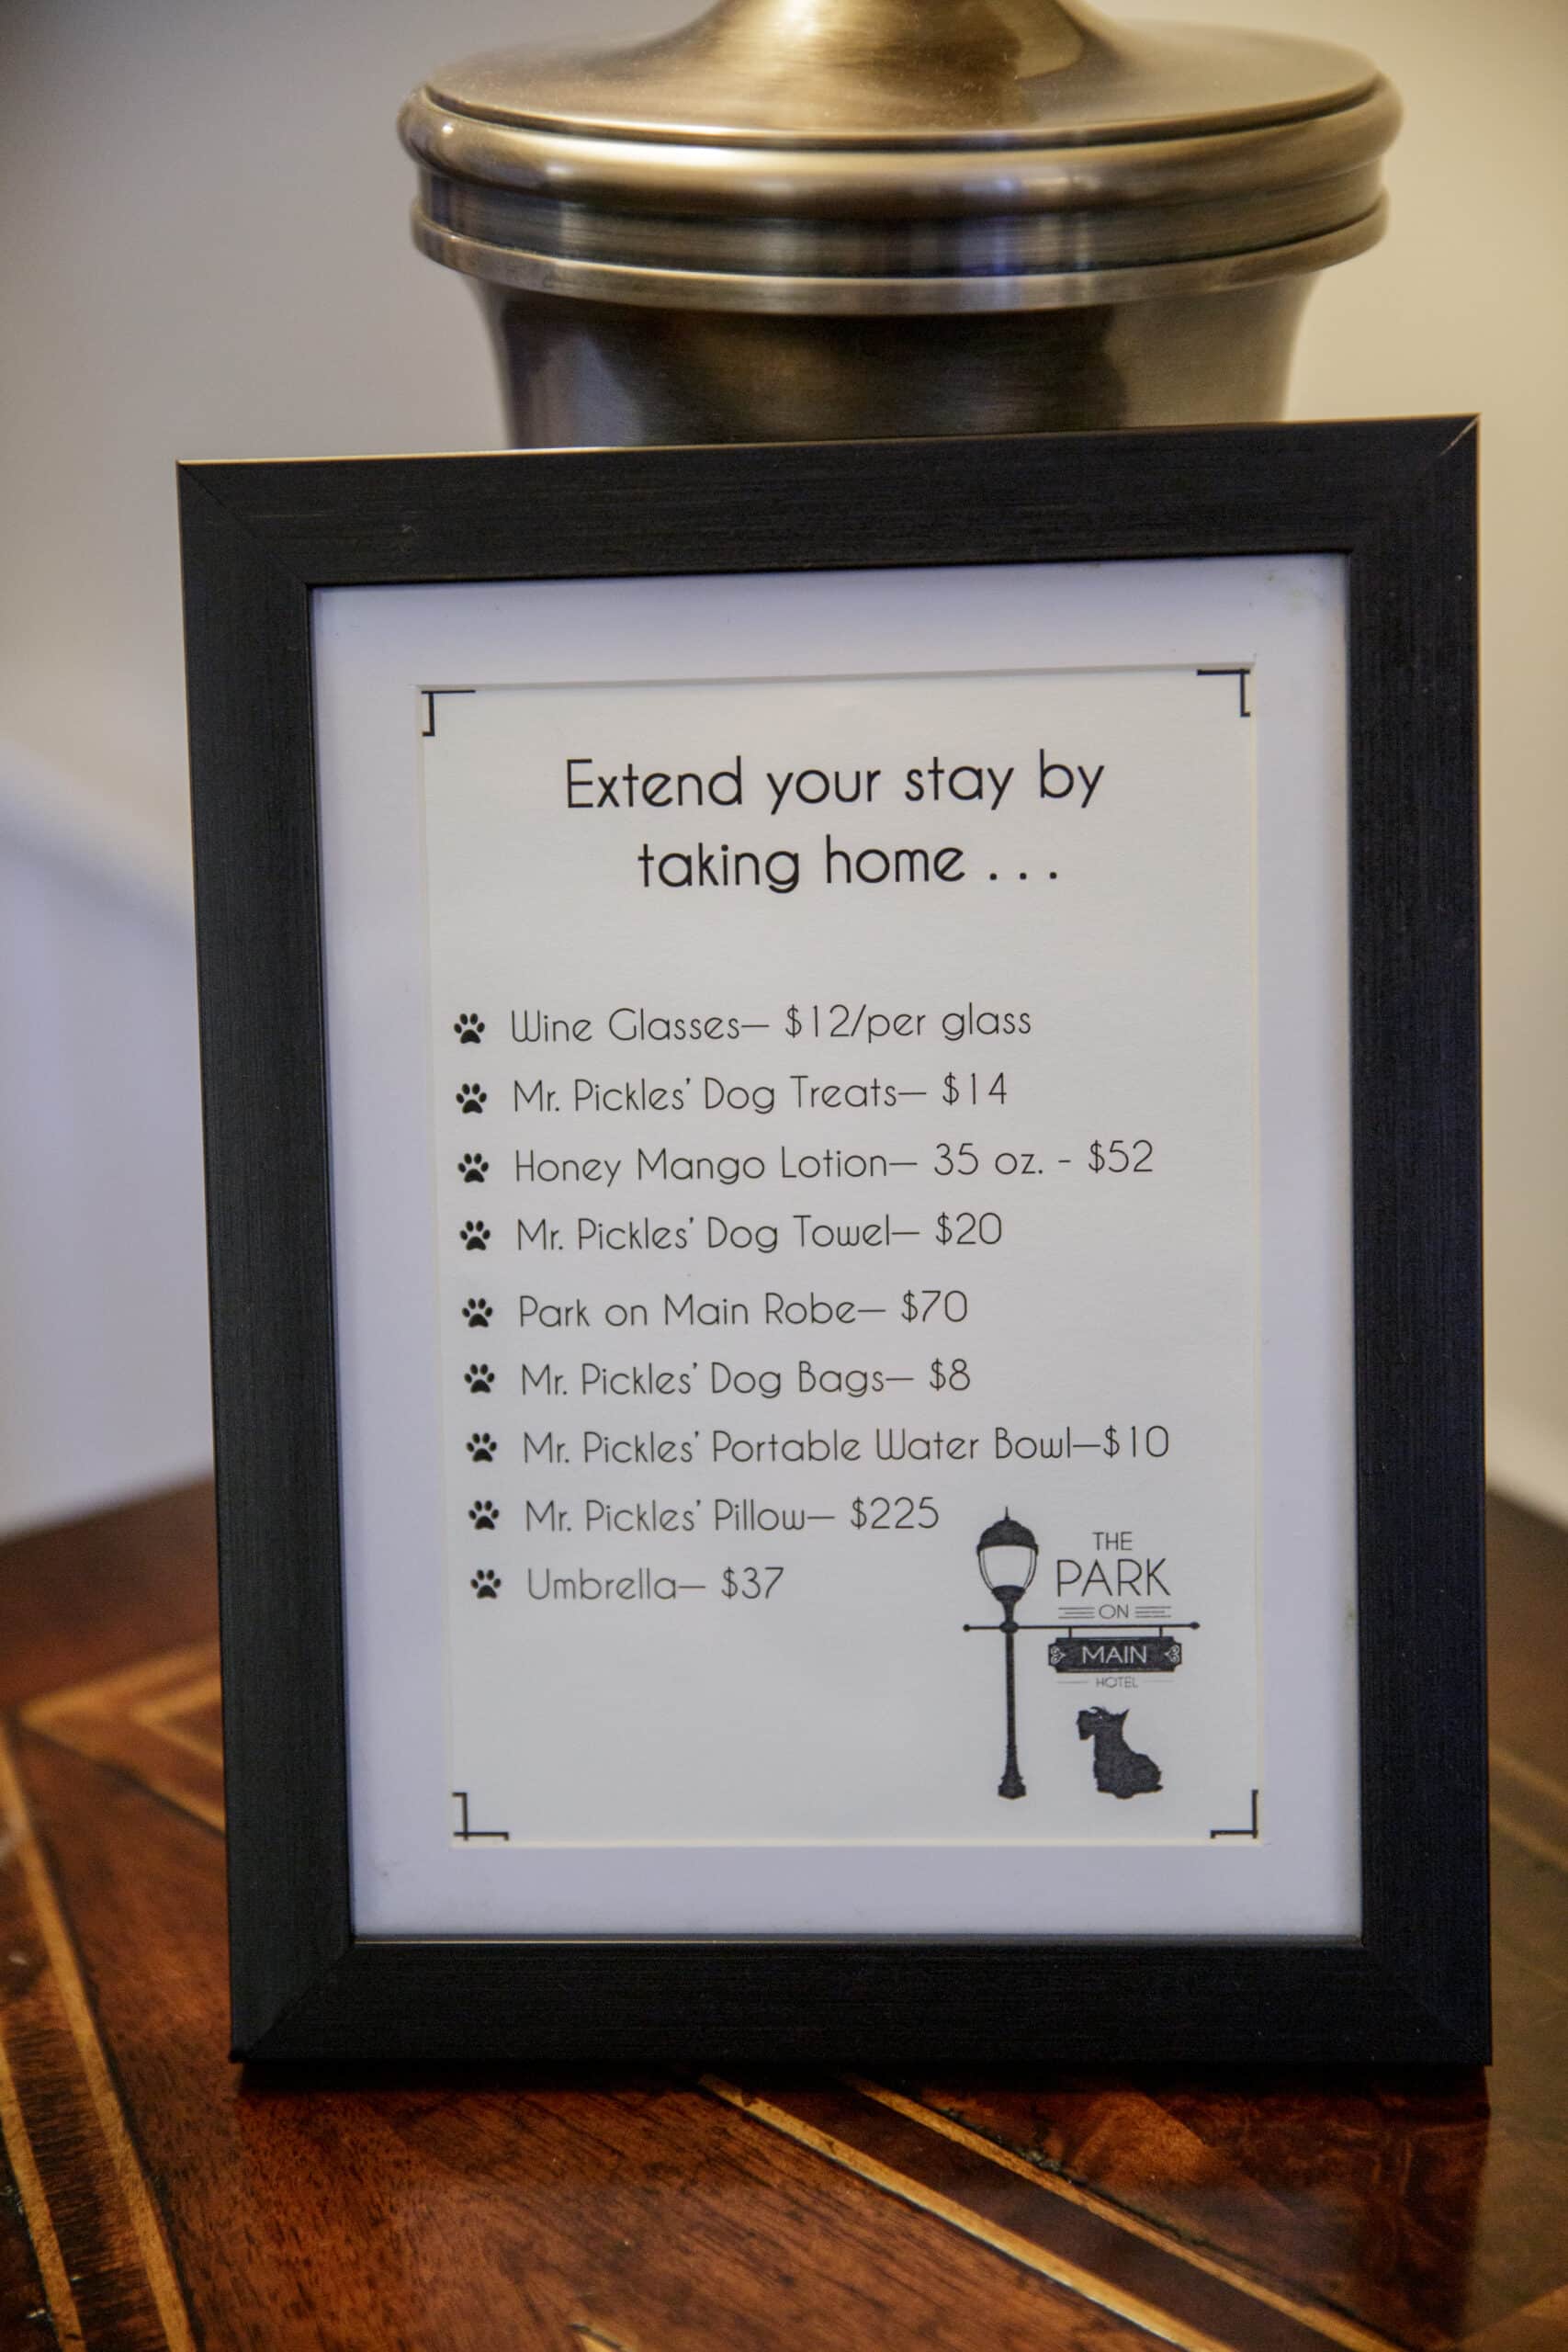 Extend your stay by
taking home . . .
Wine Glasses— $12/per glass
Mr. Pickles' Dog Treats— $14
Honey Mango Lotion— 35 oz. - $52
Mr. Pickles' Dog Towel— $20
Park on Main Robe— $70
Mr. Pickles' Dog Bags— $8
Mr. Pickles' Portable Water Bowl—$10
Mr. Pickles' Pillow— $225
Umbrella— $37
THE
PARK
ON
MAIN
HOTEL